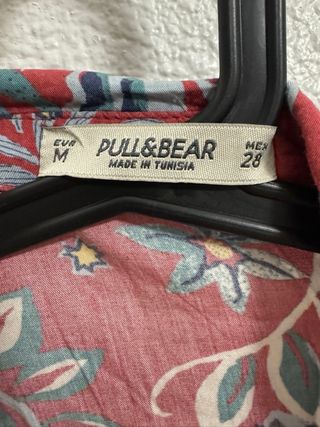 EUR
M
PULL&BEAR
MADE IN TUNISIA
MEX
28